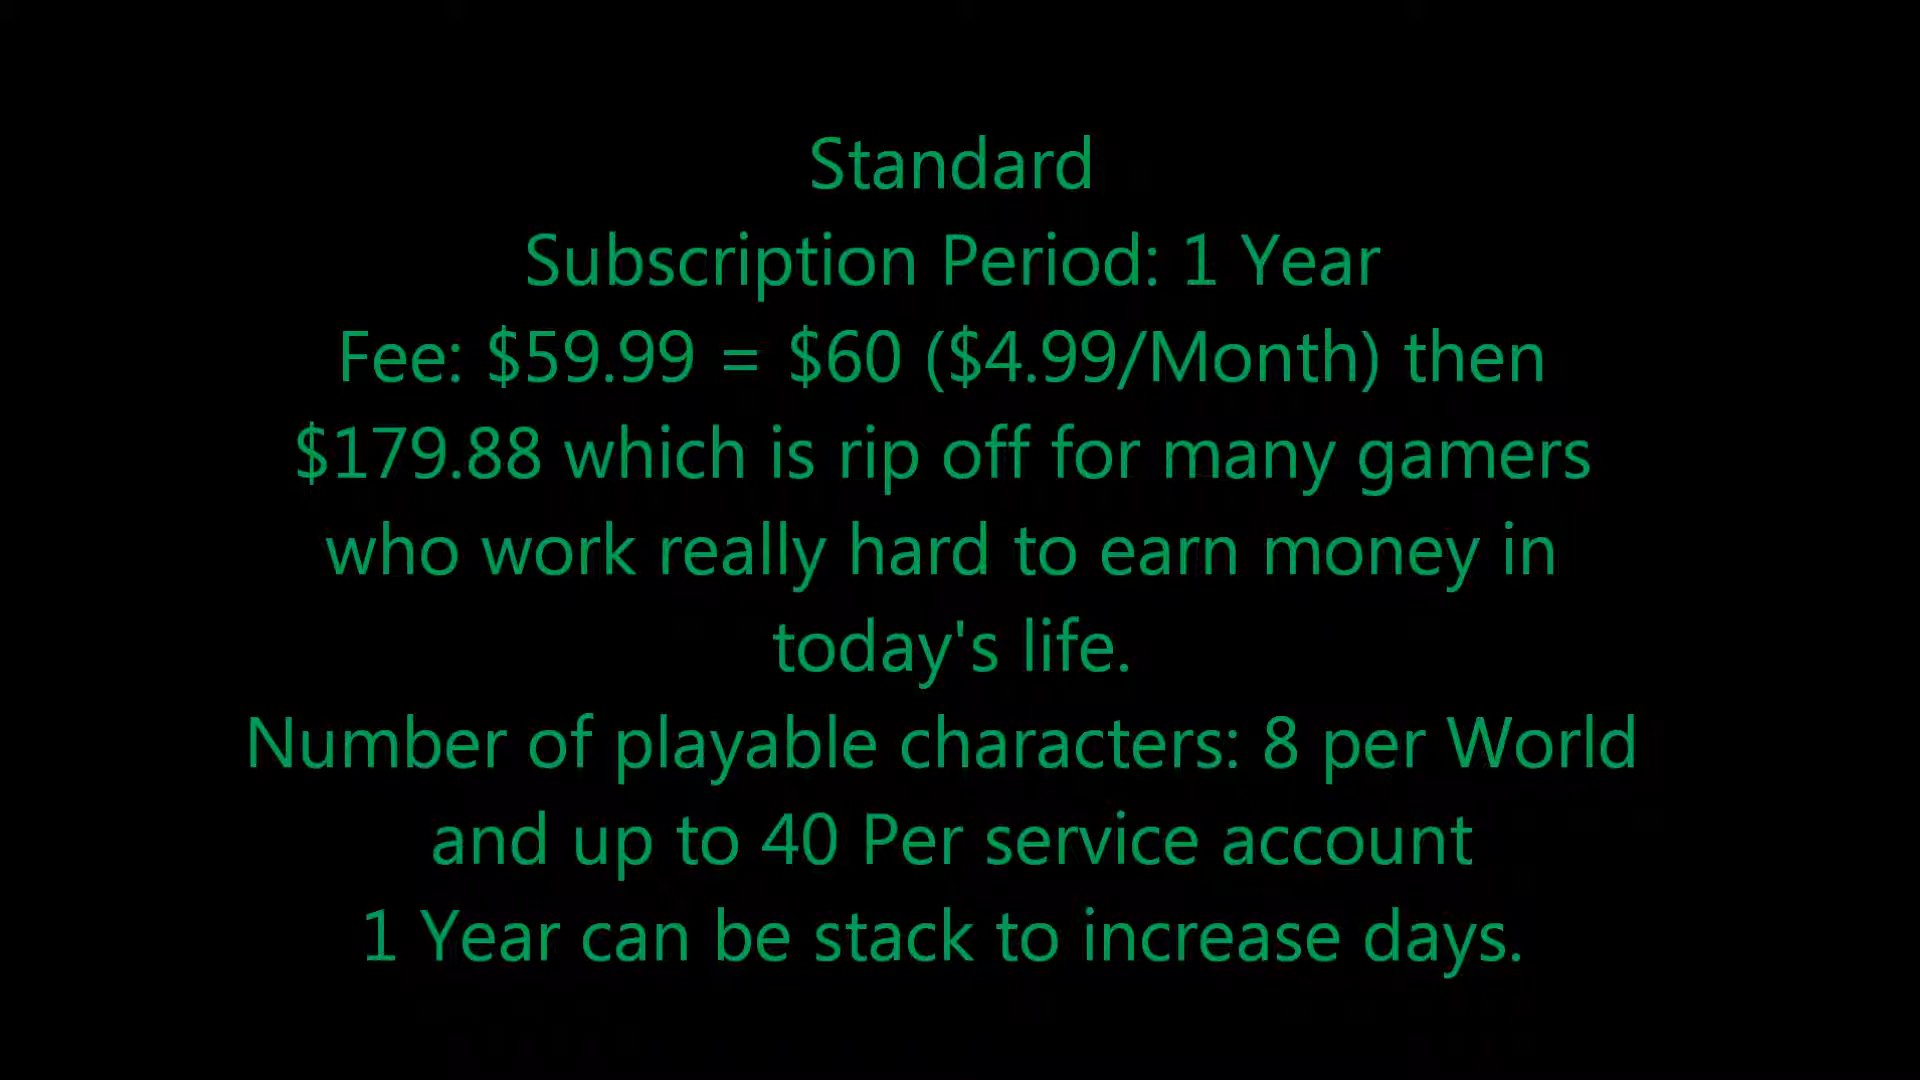 Standard
Subscription Period: 1 Year
Fee: $59.99 = $60 ($4.99/Month) then
$179.88 which is rip off for many gamers
who work really hard to earn money in
today's life.
Number of playable characters: 8 per World
and up to 40 Per service account
1 Year can be stack to increase days.